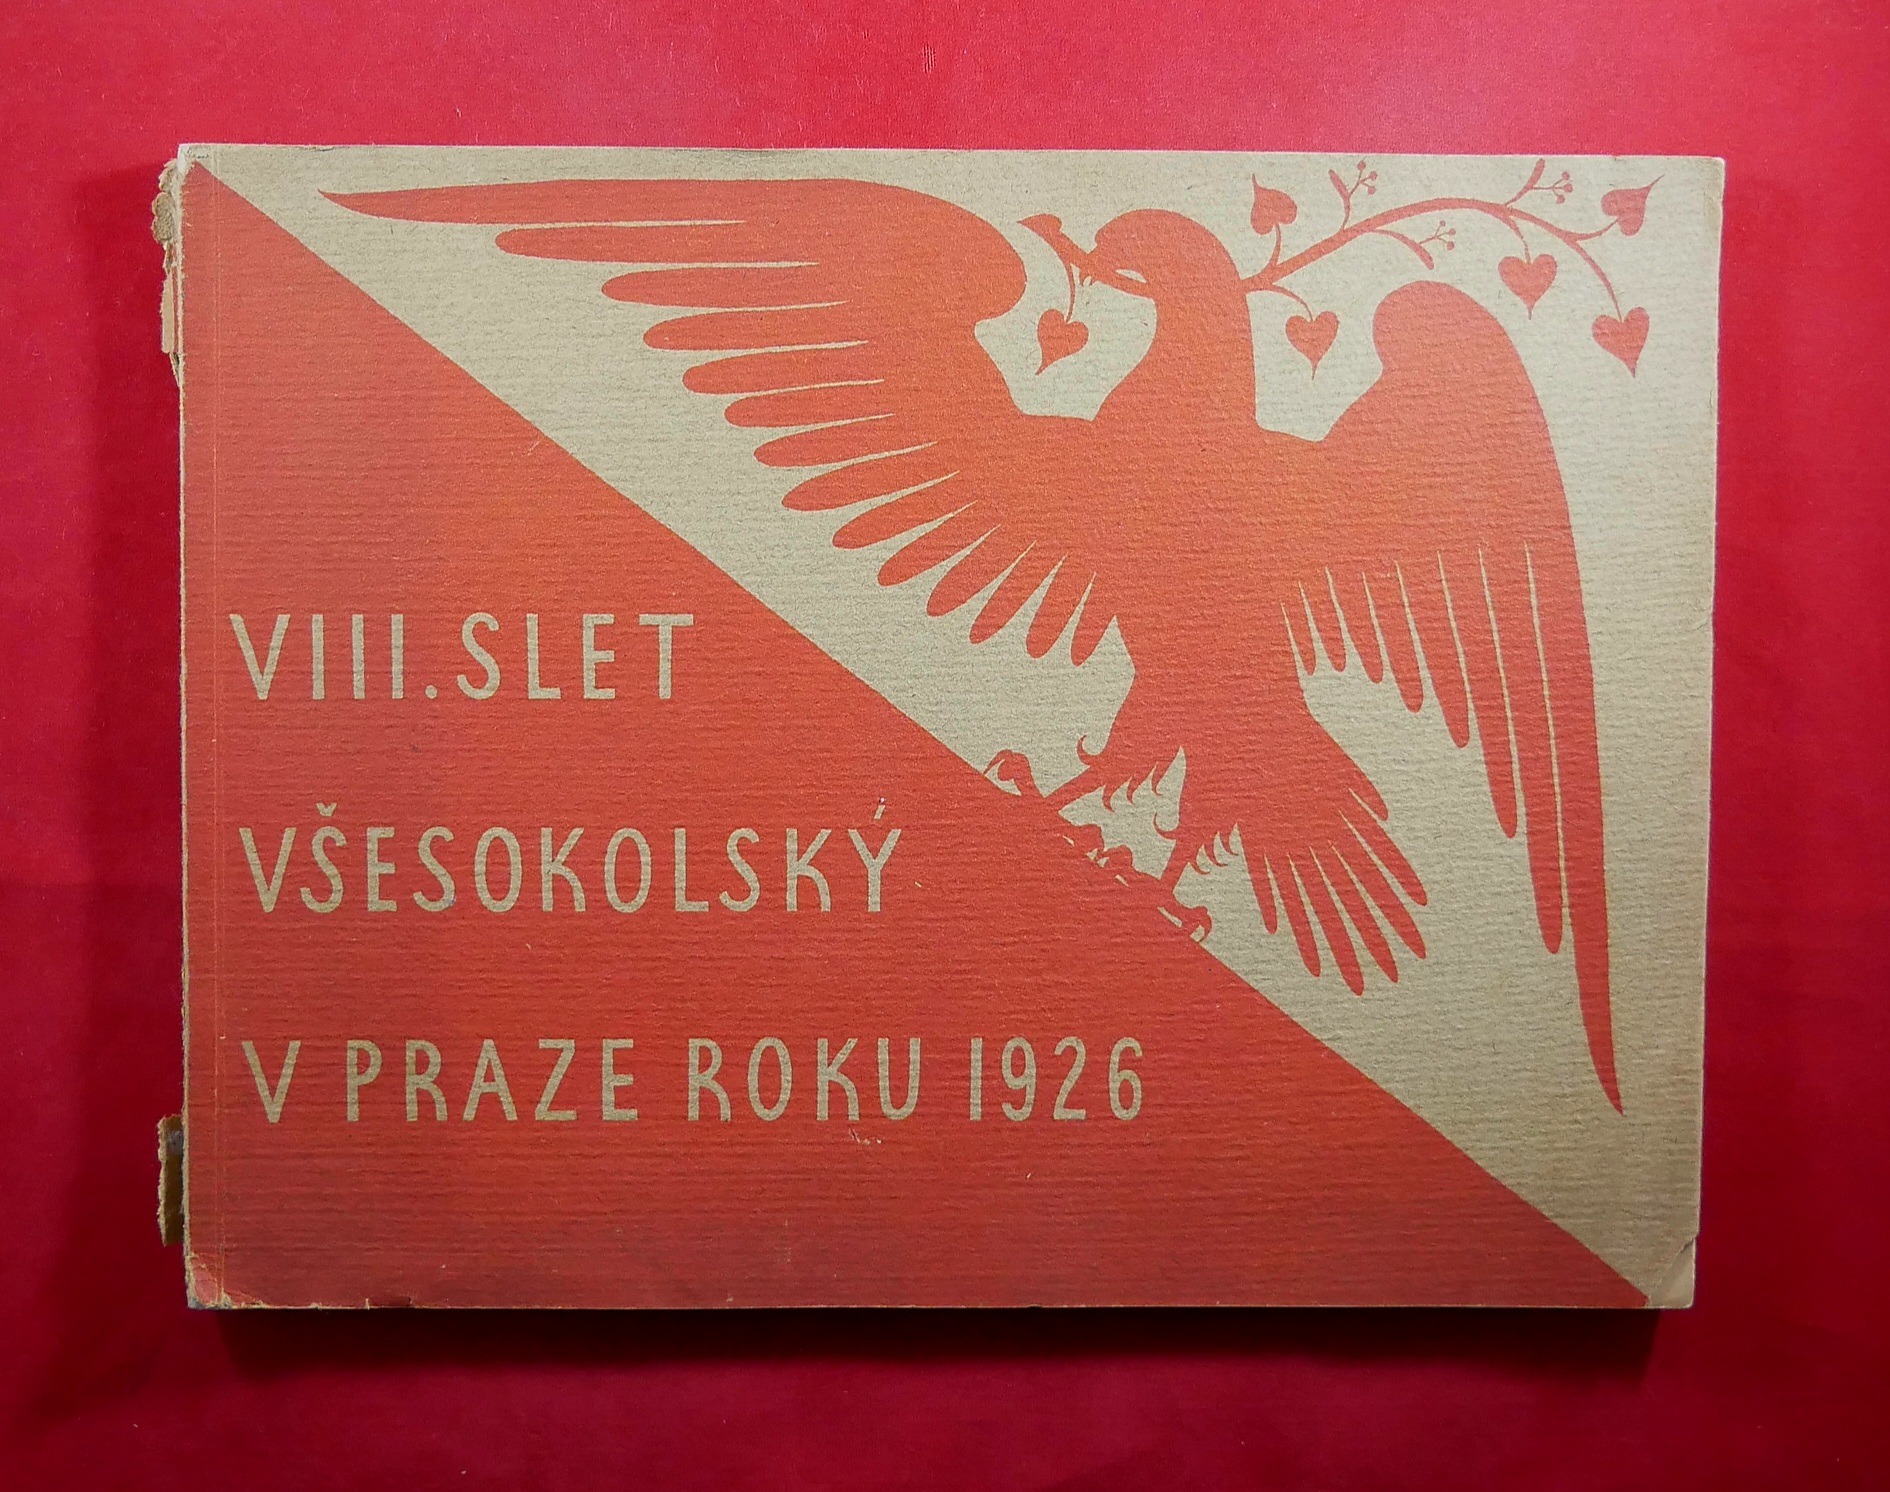 VIII. SLET
VŠESOKOLSKÝ
V PRAZE ROKU 1926